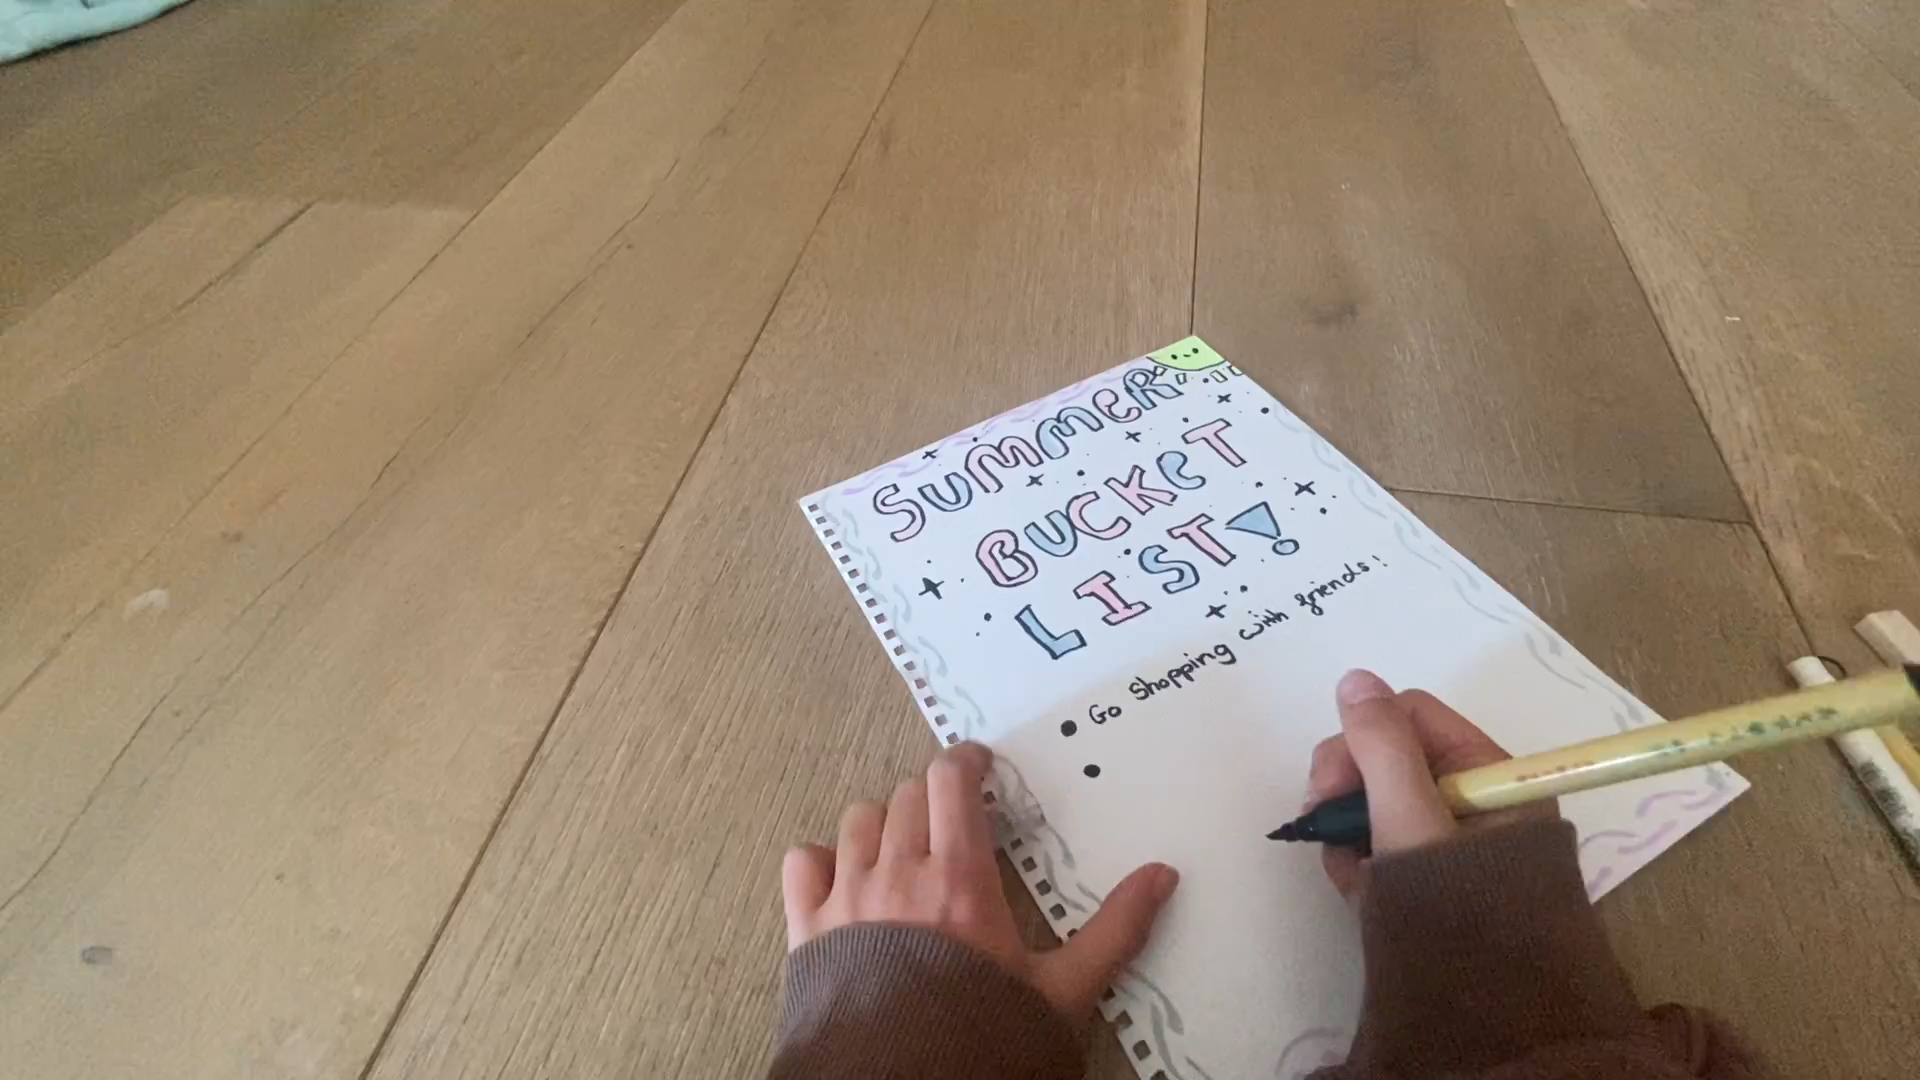 SUMMER
BUCKET
LIST!
● Go shopping with friends!
●